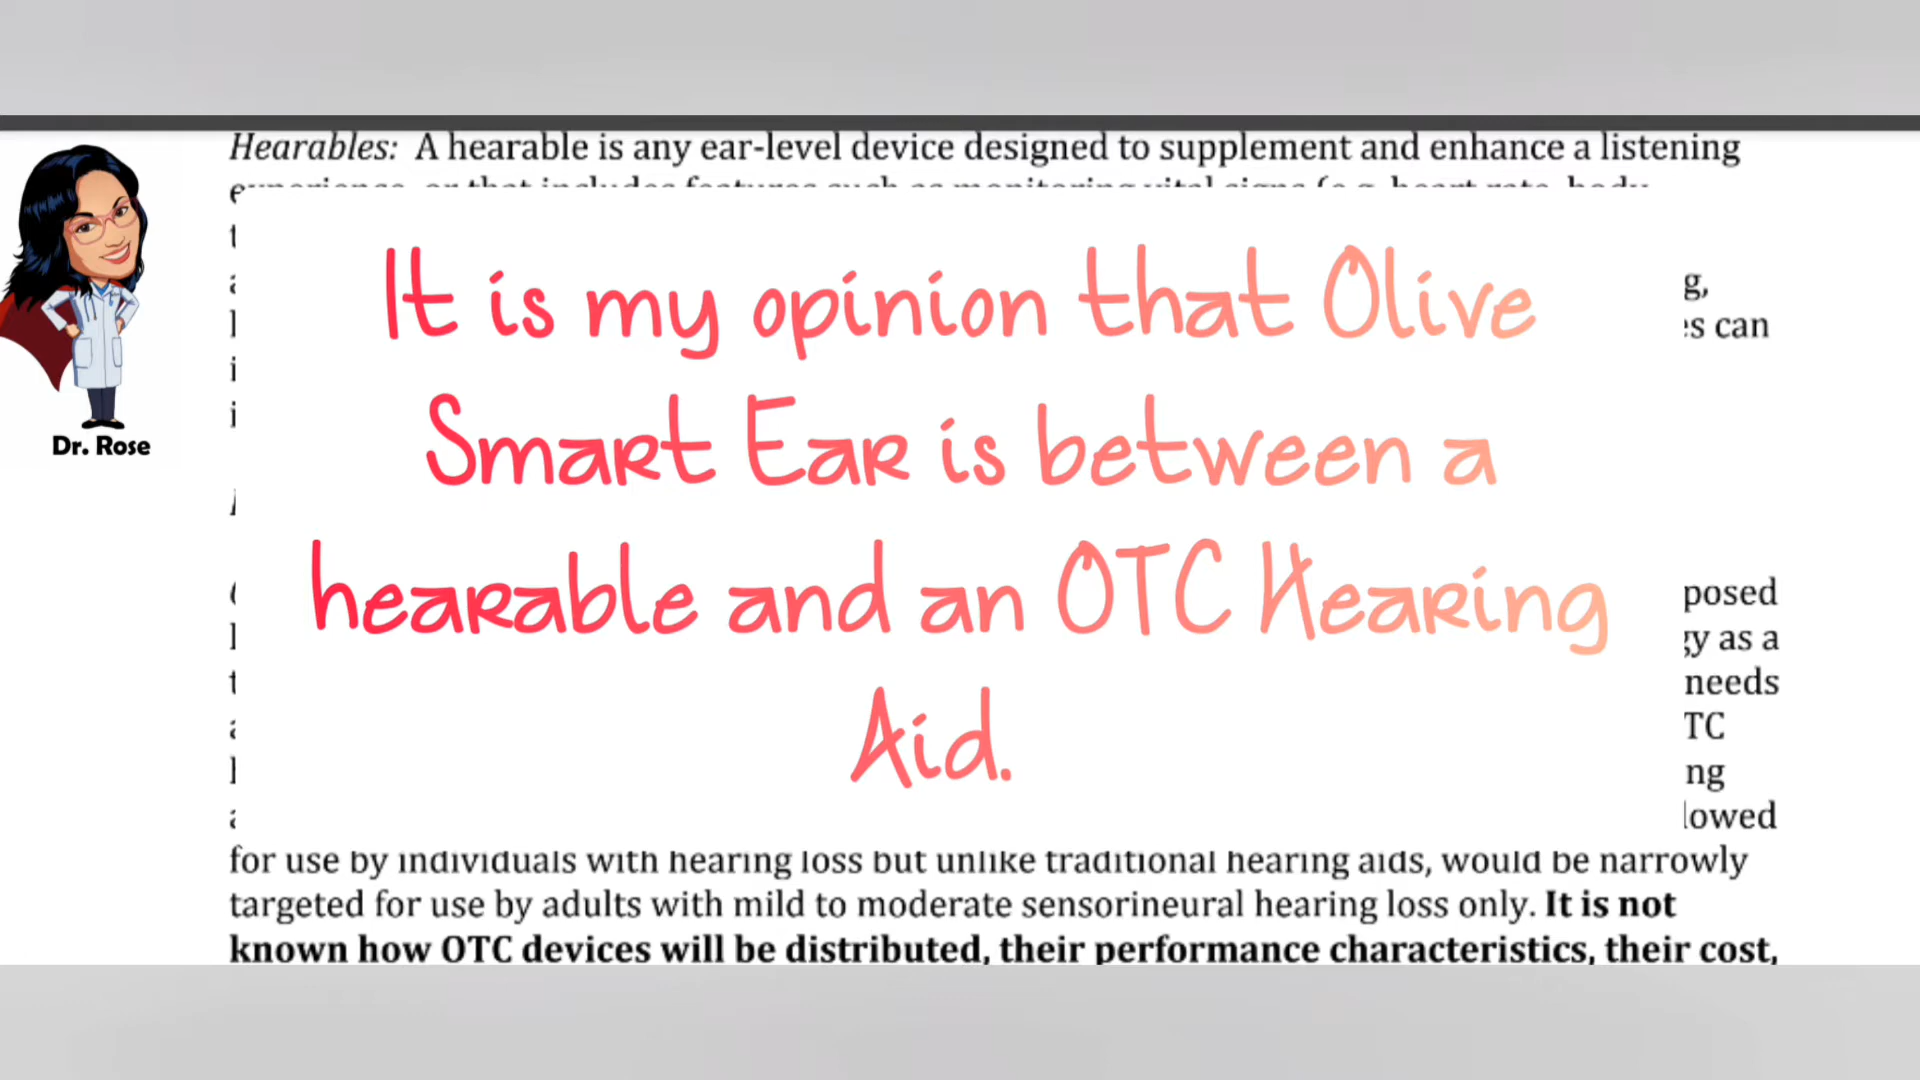 Hearables: A hearable is any ear-level device designed to supplement and enhance a listening
It is my opinion that Olive
Smart Ear is between a
hearable and an OTC Hearing
Aid.
Dr. Rose
g,
can
posed
as a
needs
TC
ng
lowed
for use by individuals with hearing loss but unlike traditional hearing aids, would be narrowly
targeted for use by adults with mild to moderate sensorineural hearing loss only. It is not
known how OTC devices will be distributed, their performance characteristics, their cost,